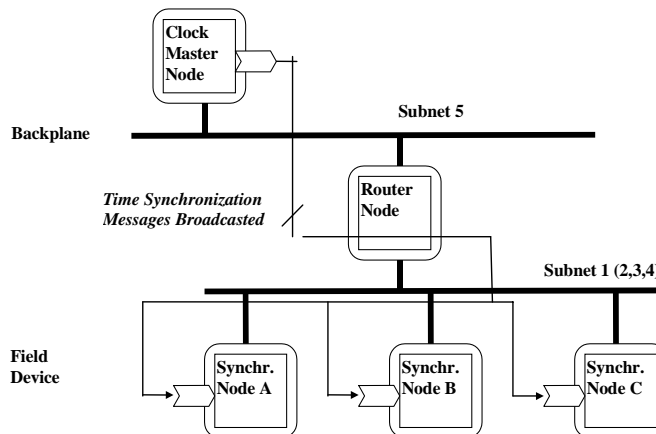 Clock
Master
Node
Subnet 5
Backplane
Time Synchronization
Messages Broadcasted
Router
Node
Subnet 1 (2,3,4)
Field
Device
Synchr.
Node A
Synchr.
Node B
Synchr.
Node C